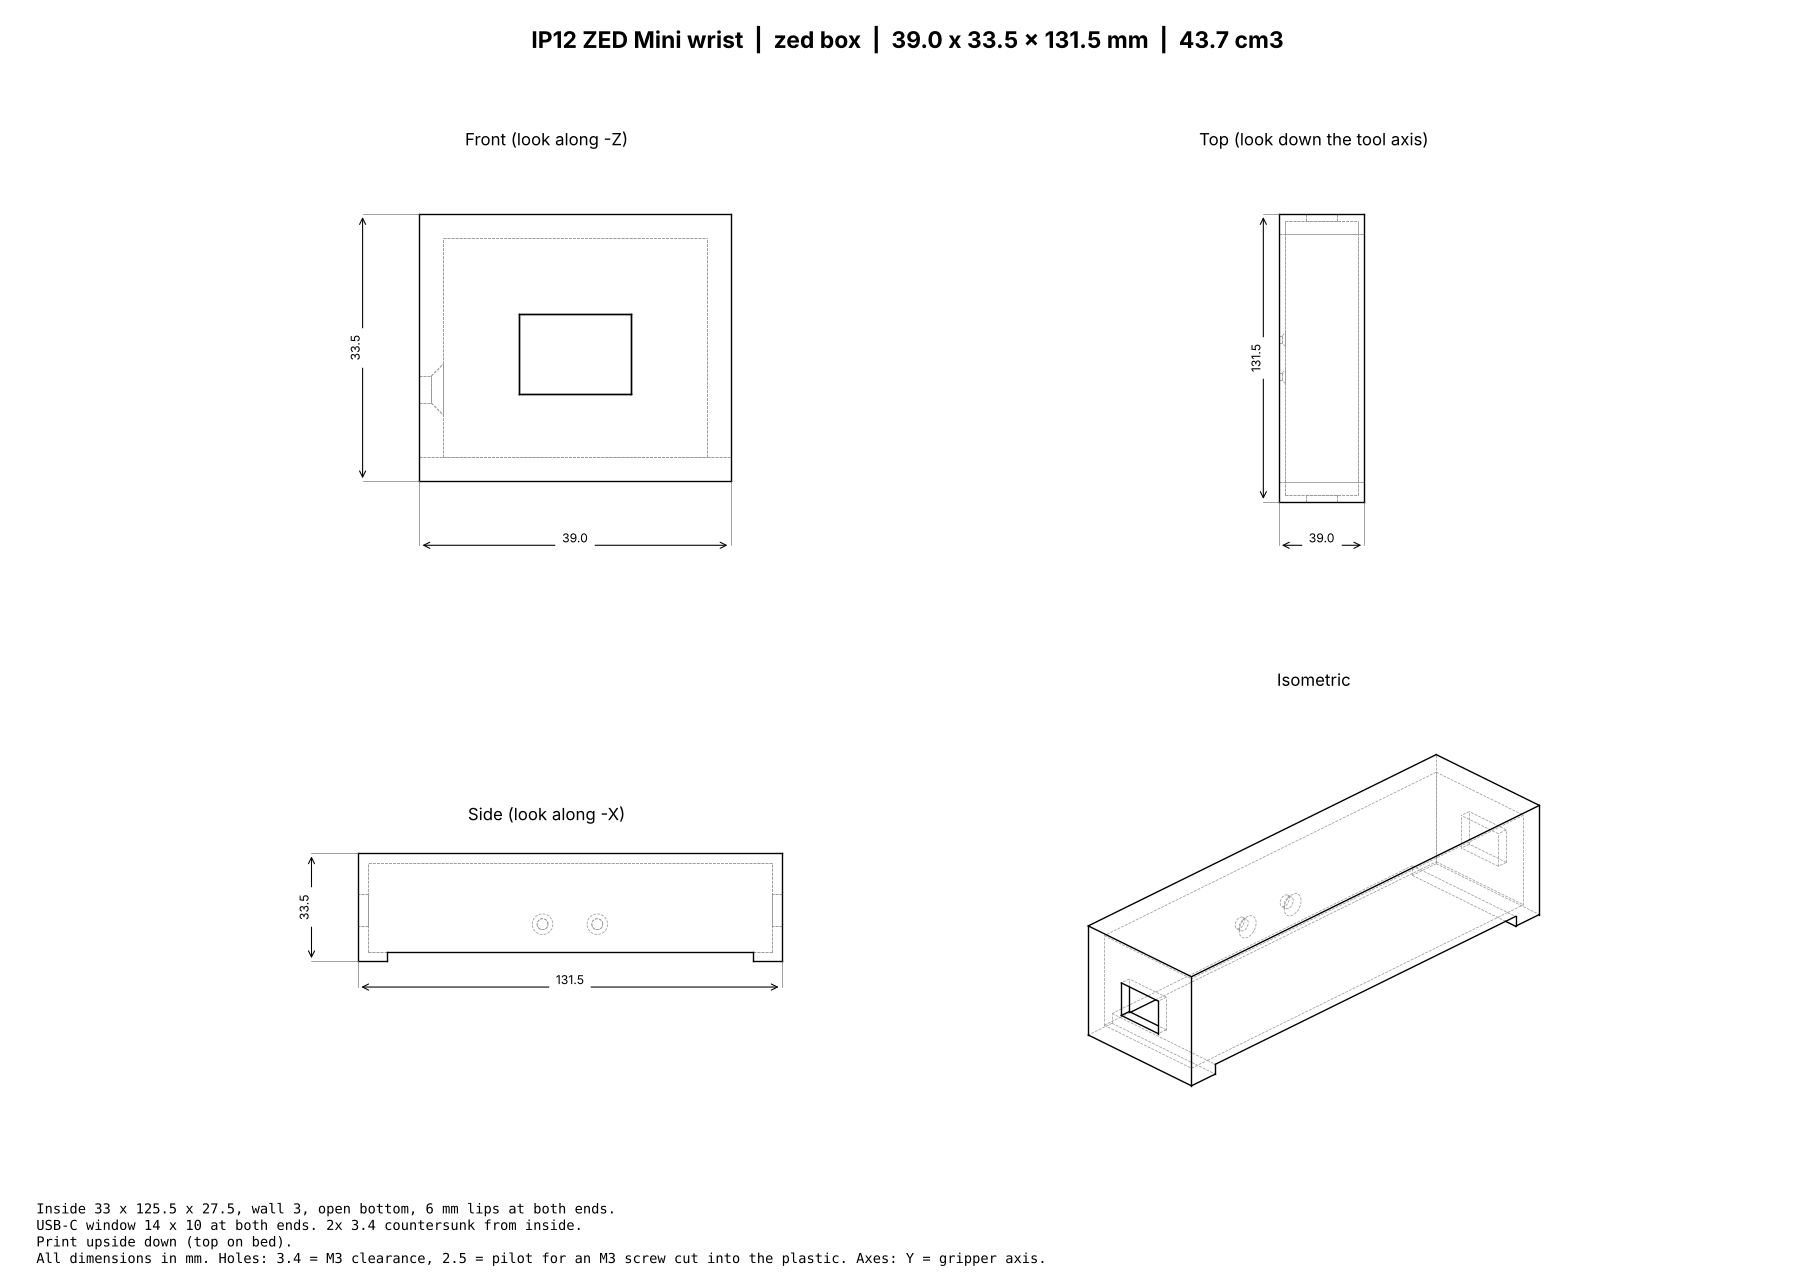 IP12 ZED Mini wrist | zed box | 39.0 x 33.5 × 131.5 mm | 43.7 cm3
Front (look along -Z)
Top (look down the tool axis)
33.5
39.0
131.5
39.0
Isometric
Side (look along -X)
33.5
131.5
Inside 33 x 125.5 x 27.5, wall 3, open bottom, 6 mm lips at both ends.
USB-C window 14 x 10 at both ends. 2x 3.4 countersunk from inside.
Print upside down (top on bed).
All dimensions in mm. Holes: 3.4 = M3 clearance, 2.5 = pilot for an M3 screw cut into the plastic. Axes: Y = gripper axis.